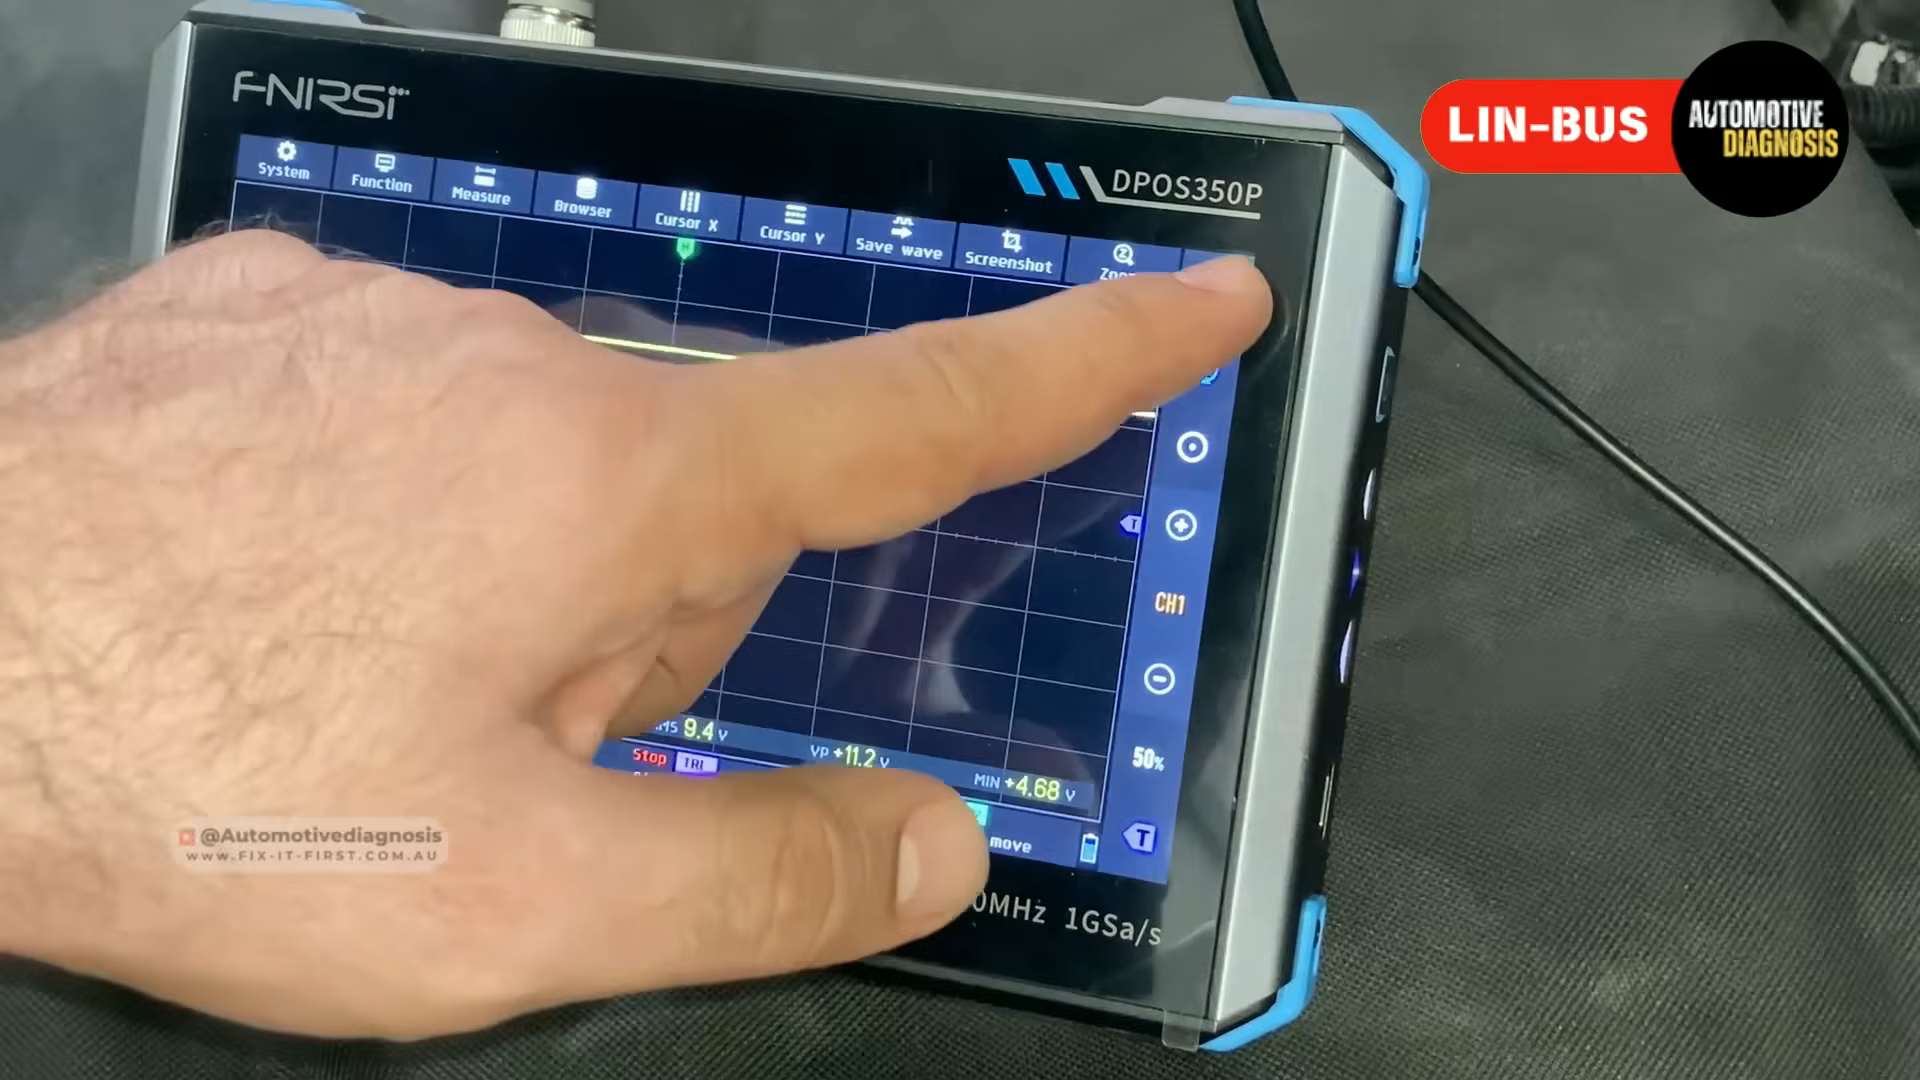 FNIRSI
LIN-BUS
AUTOMOTIVE
DIAGNOSIS
DPOS350P
System
Function
Measure
Browser
Cursor X
Cursor Y
Save wave
Screenshot
H
Z
T
CH1
50%
9.4 V
VP +11.2 V
MIN +4.68 V
Stop
move
T
0MHz 1GSa/s
@Automotivediagnosis
WWW.FIX-IT-FIRST.COM.AU